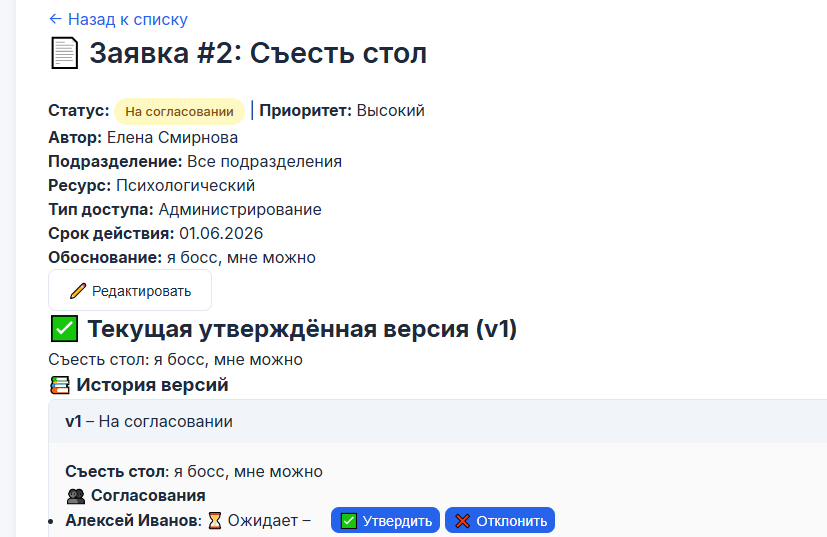 ← Назад к списку
Заявка #2: Съесть стол
Статус: На согласовании | Приоритет: Высокий
Автор: Елена Смирнова
Подразделение: Все подразделения
Ресурс: Психологический
Тип доступа: Администрирование
Срок действия: 01.06.2026
Обоснование: я босс, мне можно
Редактировать
Текущая утверждённая версия (v1)
Съесть стол: я босс, мне можно
История версий
v1 – На согласовании
Съесть стол: я босс, мне можно
Согласования
• Алексей Иванов: Ожидает – Утвердить Отклонить